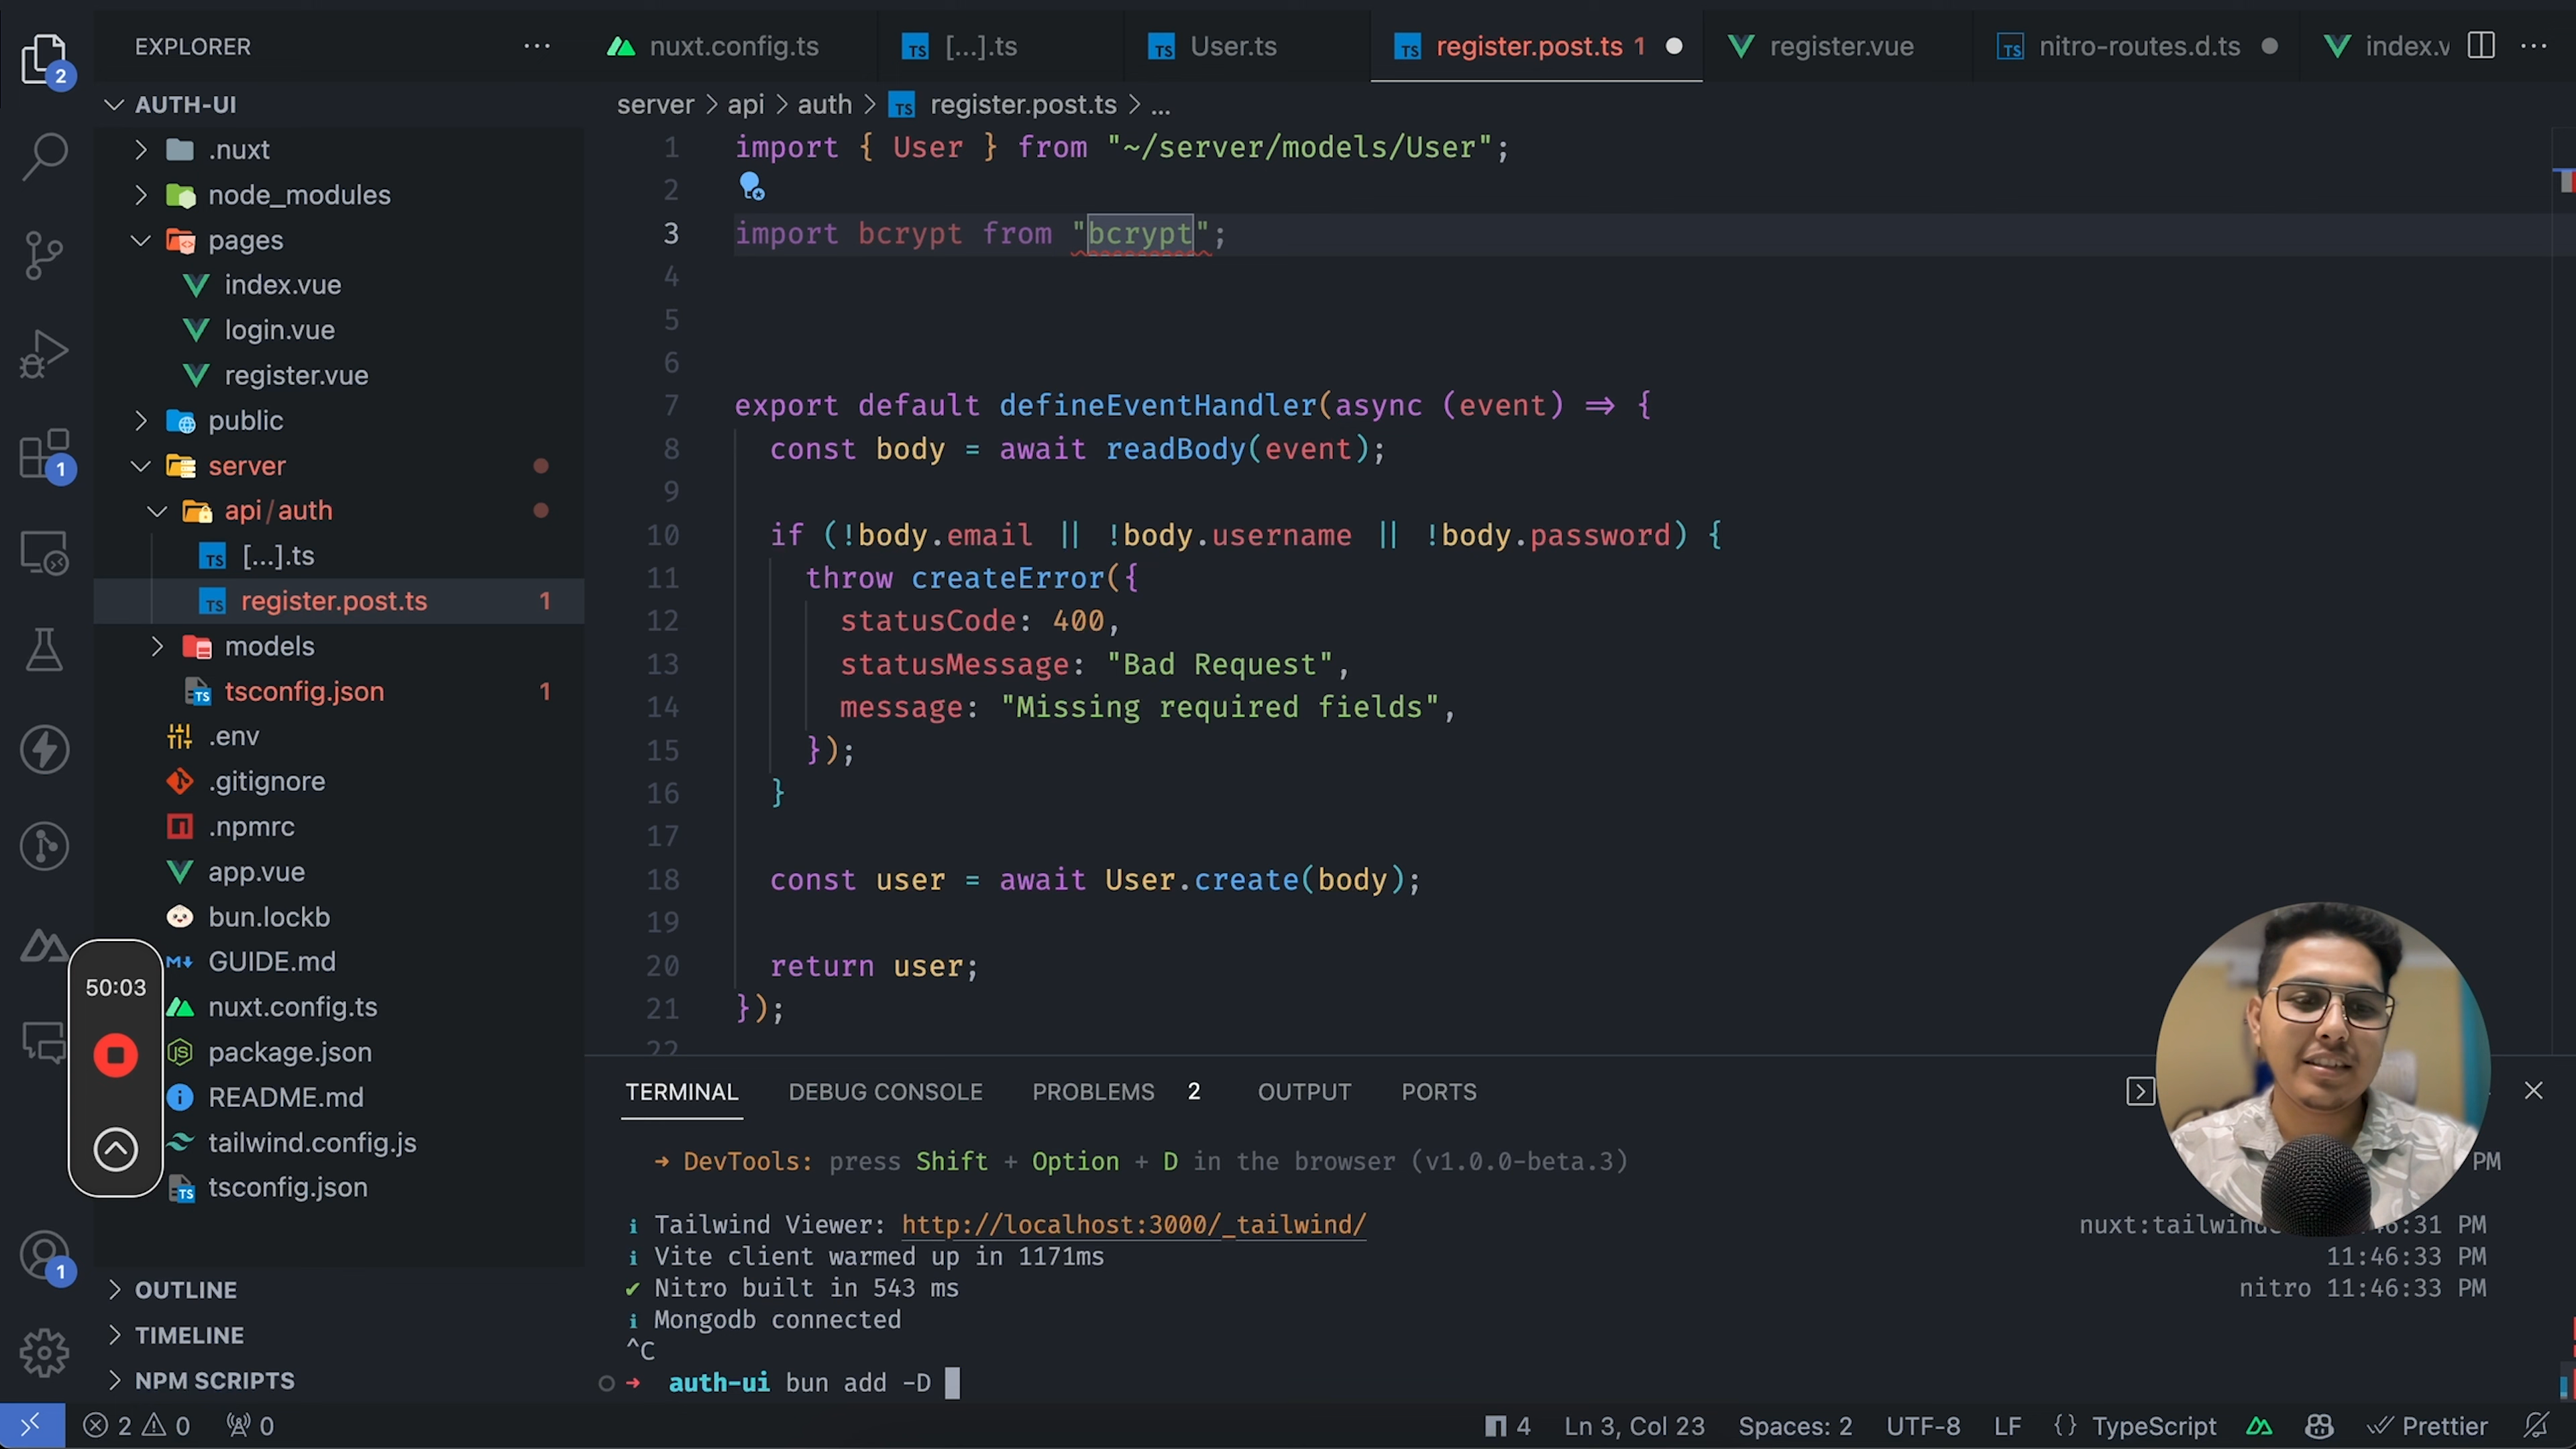 EXPLORER
nuxt.config.ts
[...].ts
User.ts
register.post.ts 1
register.vue
nitro-routes.d.ts
index.v
2
AUTH-UI
server > api > auth > register.post.ts > ...
.nuxt
node_modules
pages
index.vue
login.vue
register.vue
public
server
api/auth
[...].ts
register.post.ts 1
models
tsconfig.json 1
.env
.gitignore
.npmrc
app.vue
bun.lockb
GUIDE.md
nuxt.config.ts
package.json
README.md
tailwind.config.js
tsconfig.json
OUTLINE
TIMELINE
NPM SCRIPTS
1
50:03
1
1 import { User } from "~/server/models/User";
2
3 import bcrypt from "bcrypt";
4
5
6
7 export default defineEventHandler(async (event) => {
8 const body = await readBody(event);
9
10 if (!body.email || !body.username || !body.password) {
11 throw createError({
12 statusCode: 400,
13 statusMessage: "Bad Request",
14 message: "Missing required fields",
15 });
16 }
17
18 const user = await User.create(body);
19
20 return user;
21 });
22
TERMINAL DEBUG CONSOLE PROBLEMS 2 OUTPUT PORTS
➜ DevTools: press Shift + Option + D in the browser (v1.0.0-beta.3) PM
ℹ Tailwind Viewer: http://localhost:3000/_tailwind/ 6:31 PM
ℹ Vite client warmed up in 1171ms 11:46:33 PM
✔ Nitro built in 543 ms nitro 11:46:33 PM
ℹ Mongodb connected
^C
➜ auth-ui bun add -D
2 0 0
4 Ln 3, Col 23 Spaces: 2 UTF-8 LF {} TypeScript Prettier